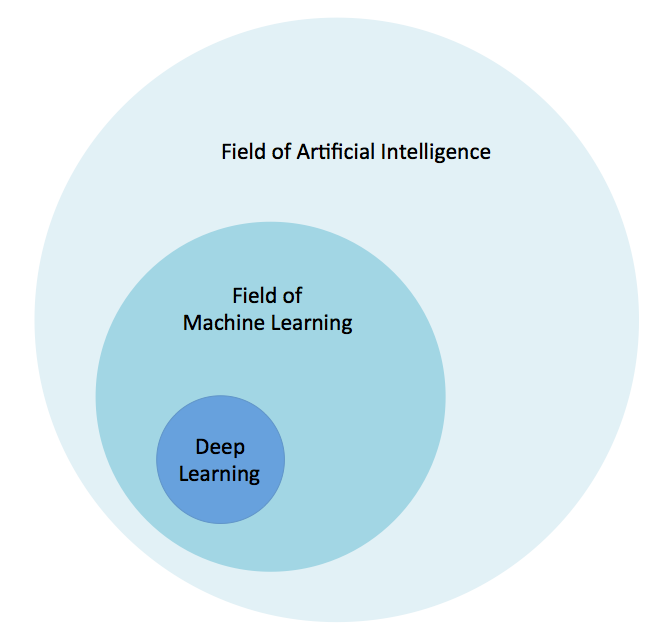 Field of Artificial Intelligence
Field of
Machine Learning
Deep
Learning